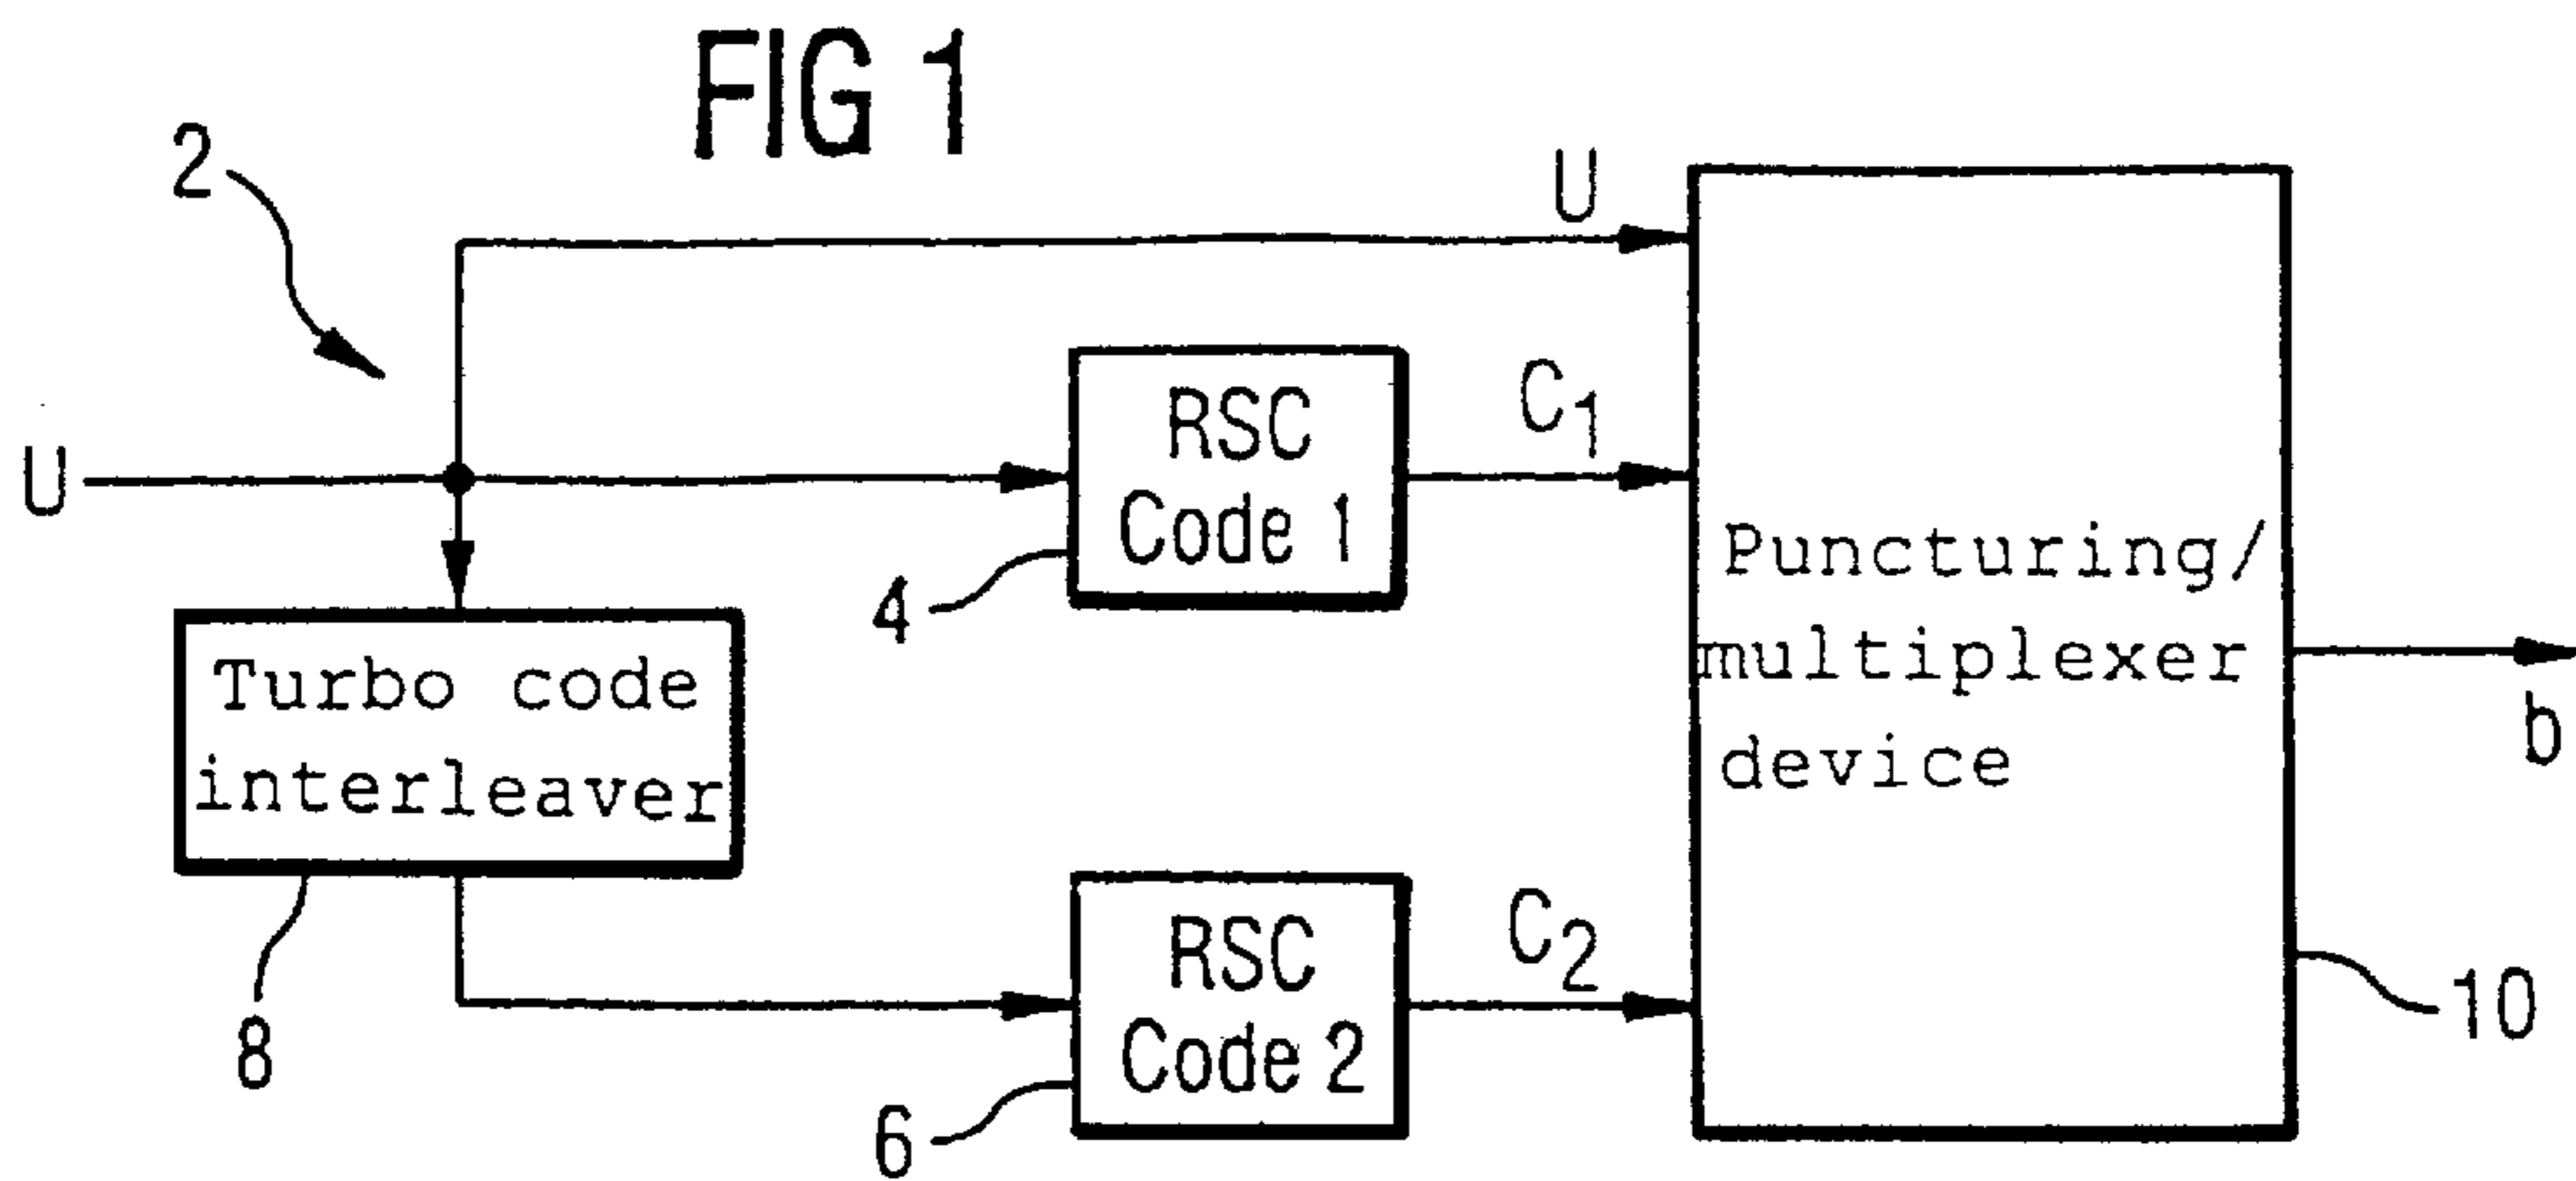 FIG 1
2
U
U
RSC
Code 1
C1
4
Turbo code
interleaver
8
Puncturing/
multiplexer
device
b
RSC
Code 2
C2
6
10